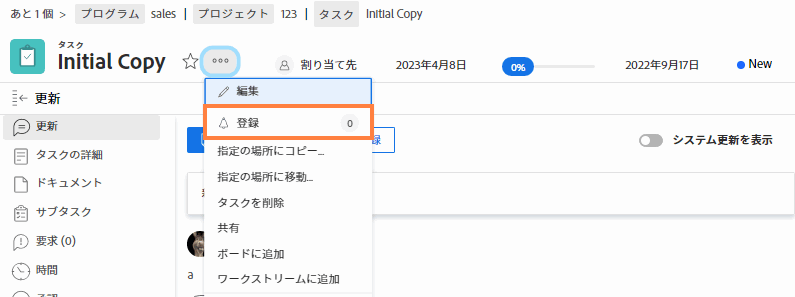 あと 1 個 > プログラム sales | プロジェクト 123 | タスク Initial Copy
タスク
Initial Copy
割り当て先
2023年4月8日
0%
2022年9月17日
New
更新
編集
登録 0
指定の場所にコピー...
指定の場所に移動...
タスクを削除
共有
ボードに追加
ワークストリームに追加
更新
タスクの詳細
ドキュメント
サブタスク
要求 (0)
時間
承認
録
システム更新を表示
a